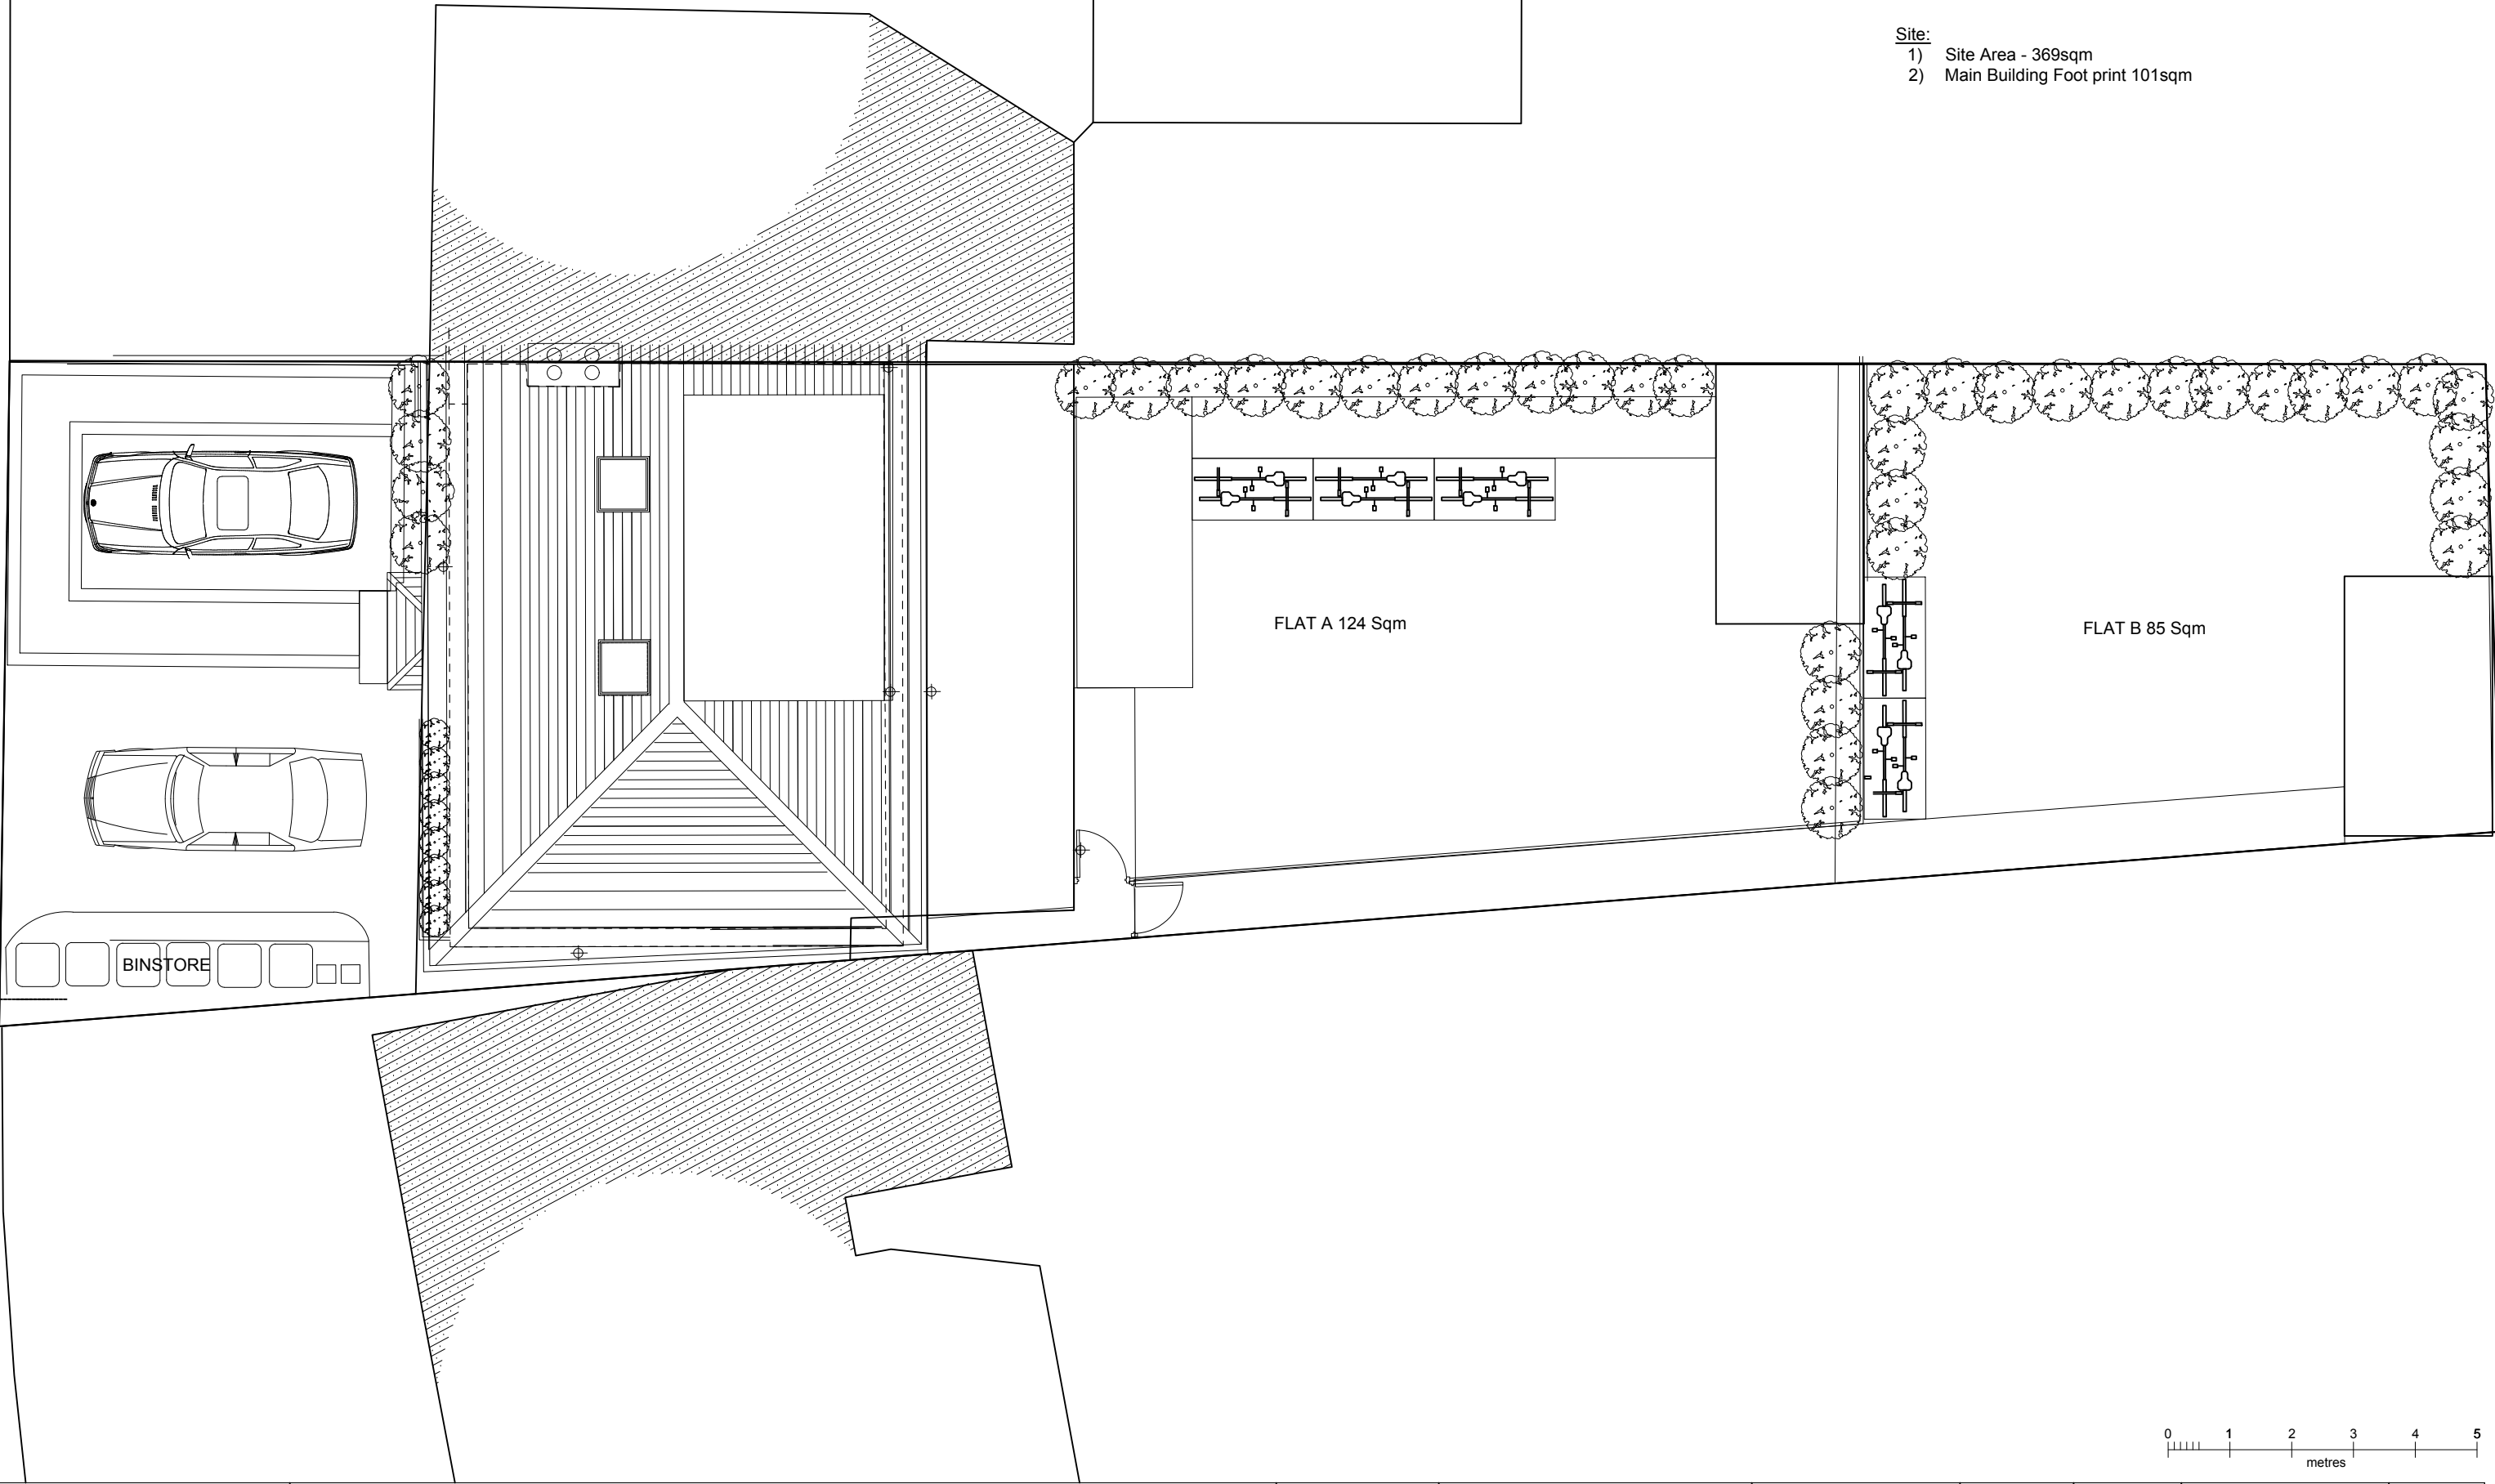 Site:
1) Site Area - 369sqm
2) Main Building Foot print 101sqm
FLAT A 124 Sqm
FLAT B 85 Sqm
BINSTORE
0 1 2 3 4 5
metres